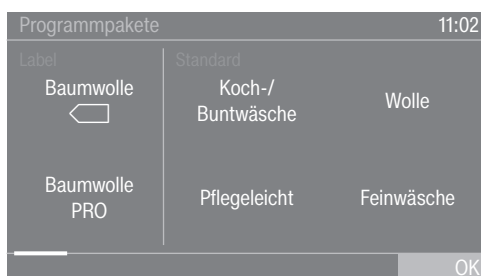 Programmpakete 11:02
Label Standard
Baumwolle
Koch-/
Buntwäsche
Wolle
Baumwolle
PRO
Pflegeleicht
Feinwäsche
OK